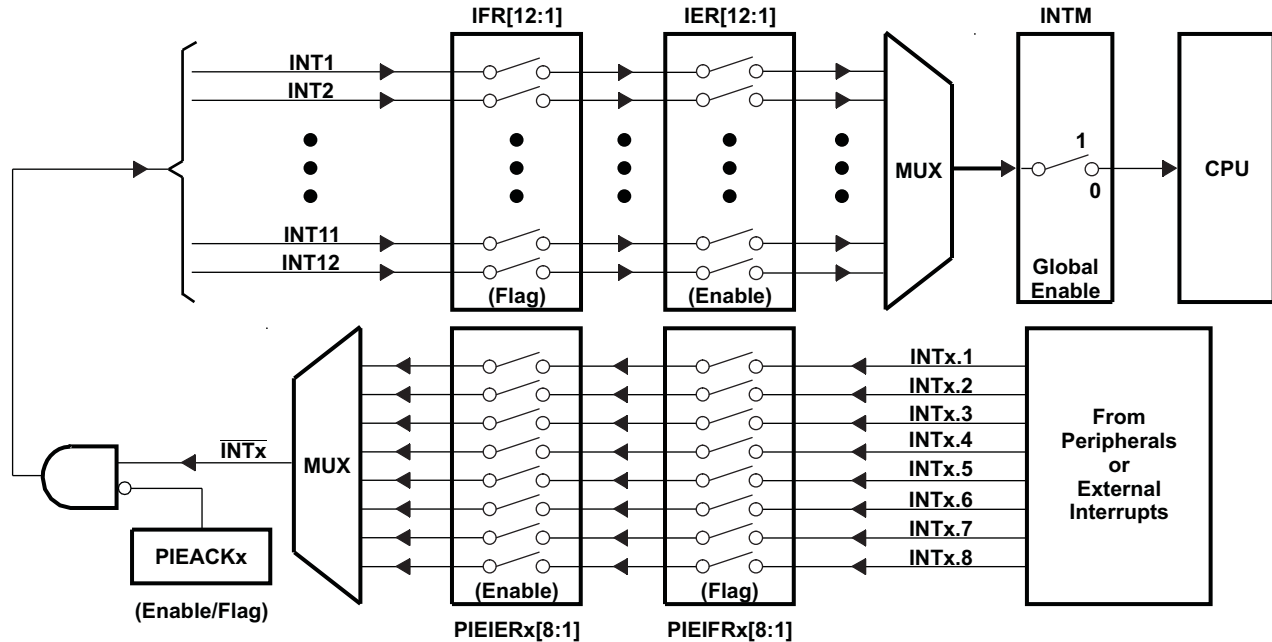 IFR[12:1]
IER[12:1]
INTM
INT1
INT2
1
MUX
CPU
0
INT11
INT12
Global
Enable
(Flag)
(Enable)
INTx.1
INTx.2
INTx.3
From
Peripherals
or
External
Interrupts
INTx.4
INTx
MUX
INTx.5
INTx.6
INTx.7
PIEACKx
INTx.8
(Enable)
(Flag)
(Enable/Flag)
PIEIERx[8:1]
PIEIFRx[8:1]